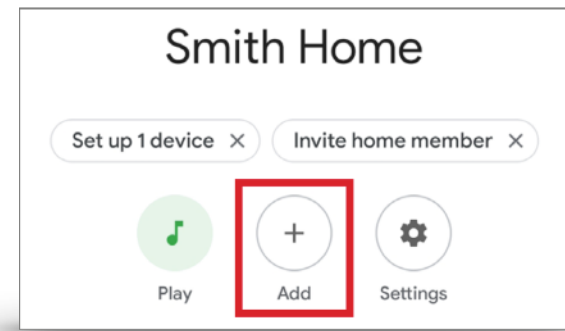 Smith Home
Set up 1 device
Invite home member
Play Add Settings